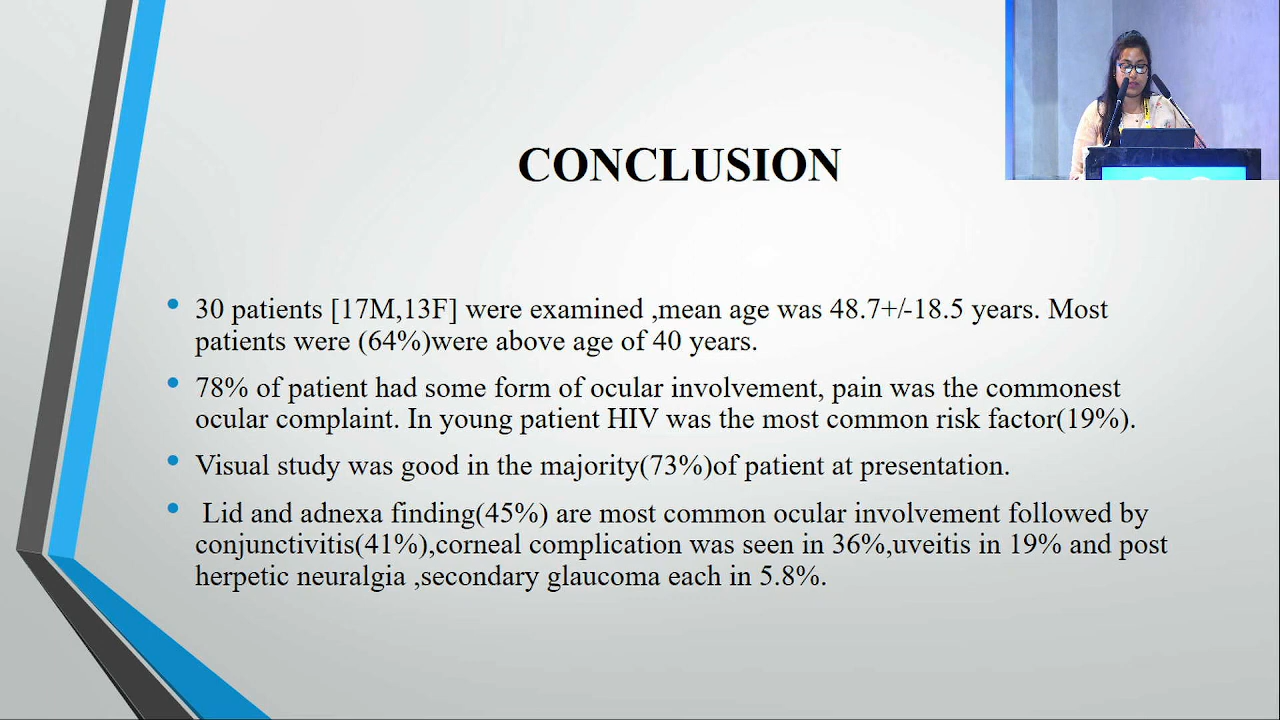 CONCLUSION
30 patients [17M,13F] were examined ,mean age was 48.7+/-18.5 years. Most
patients were (64%)were above age of 40 years.
78% of patient had some form of ocular involvement, pain was the commonest
ocular complaint. In young patient HIV was the most common risk factor(19%).
Visual study was good in the majority(73%)of patient at presentation.
Lid and adnexa finding(45%) are most common ocular involvement followed by
conjunctivitis(41%),corneal complication was seen in 36%,uveitis in 19% and post
herpetic neuralgia ,secondary glaucoma each in 5.8%.